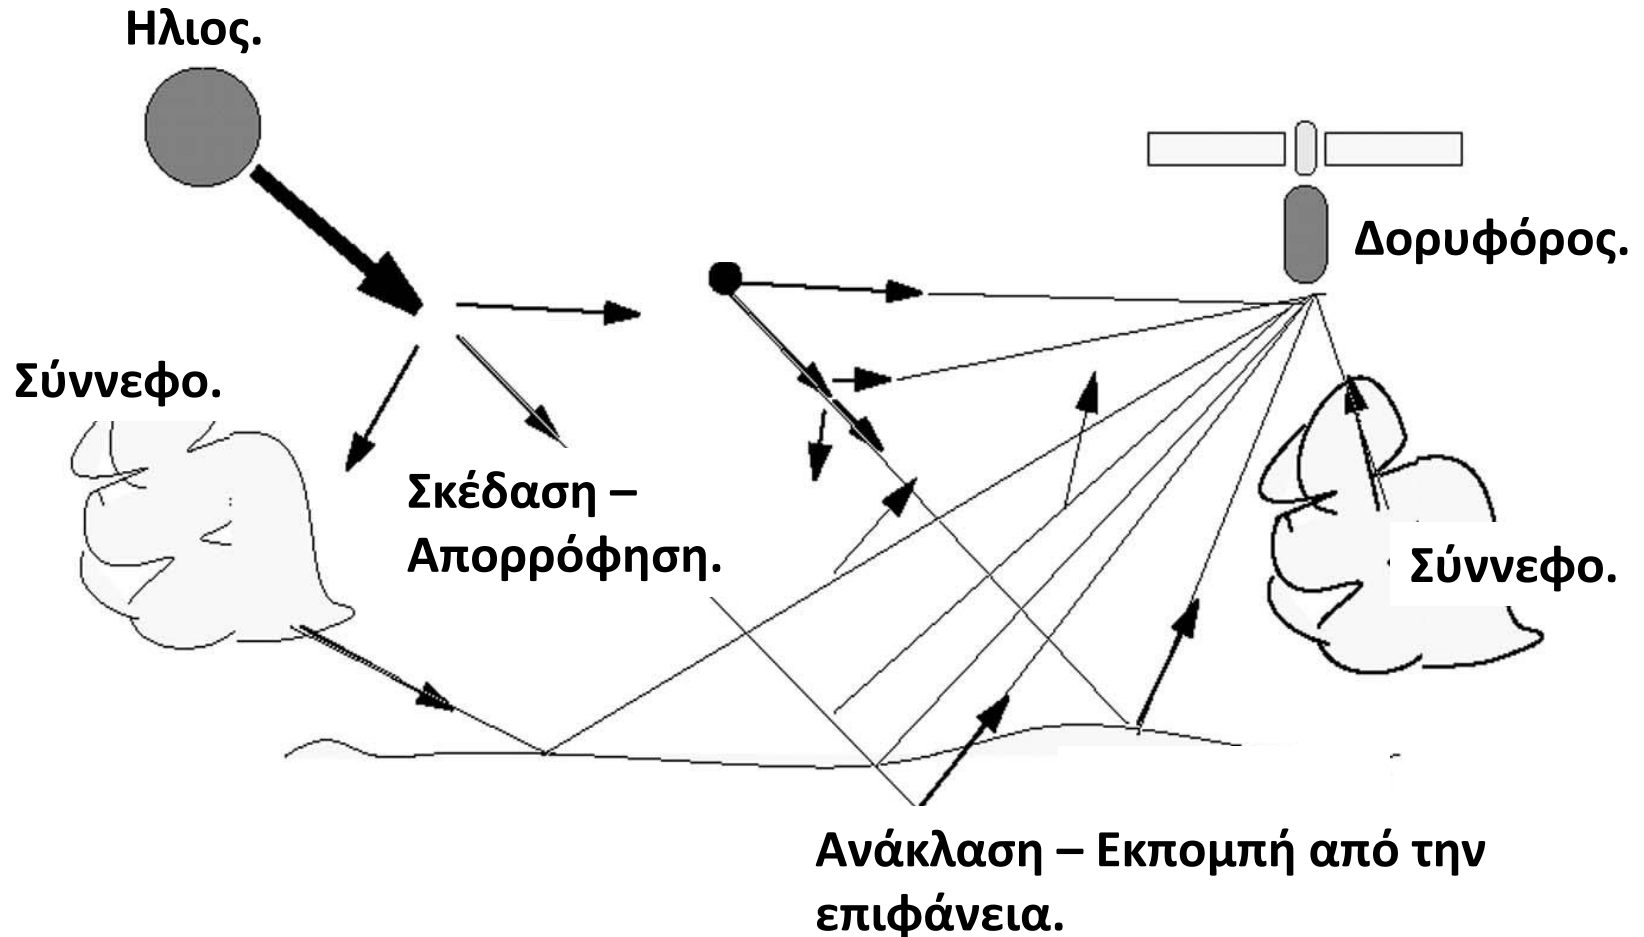 Ηλιος.
Δορυφόρος.
Σύννεφο.
Σκέδαση –
Απορρόφηση.
Σύννεφο.
Ανάκλαση – Εκπομπή από την
επιφάνεια.